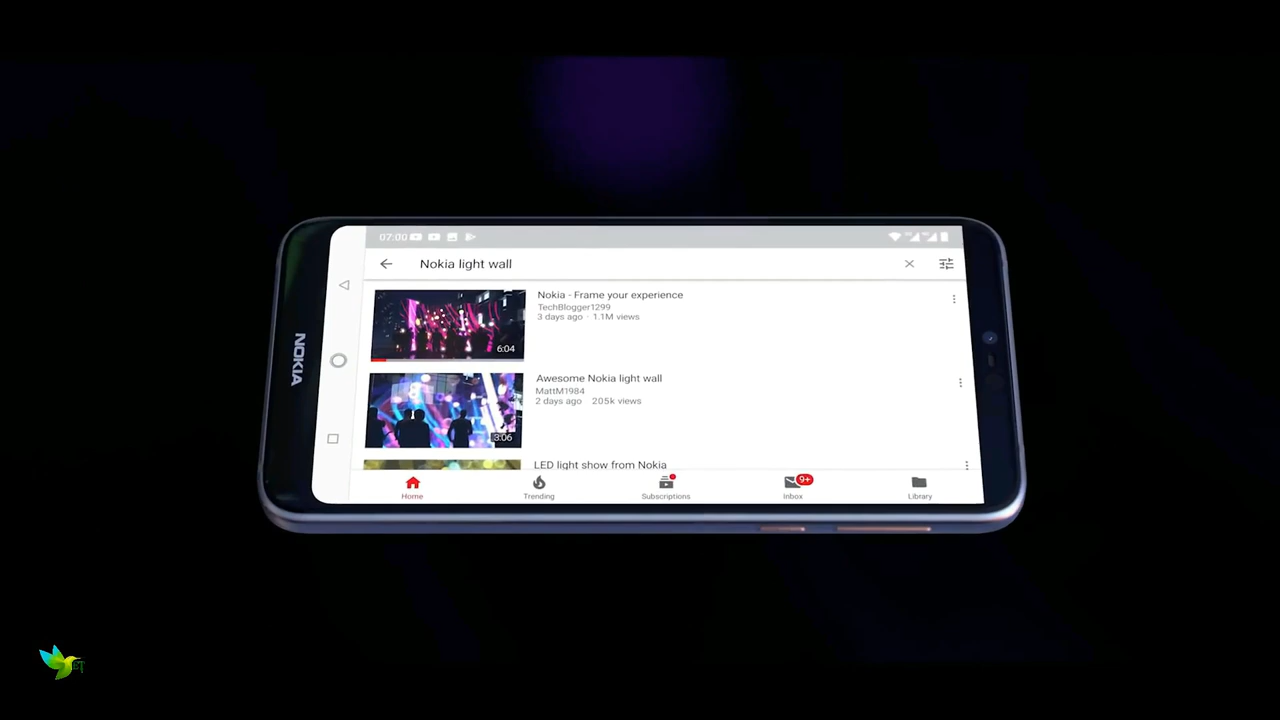 NOKIA
07:00
Nokia light wall
Nokia - Frame your experience
TechBlogger1299
3 days ago · 1.1M views
6:04
Awesome Nokia light wall
MattM1984
2 days ago 205k views
3:06
LED light show from Nokia
Home
Trending
Subscriptions
9+
Inbox
Library